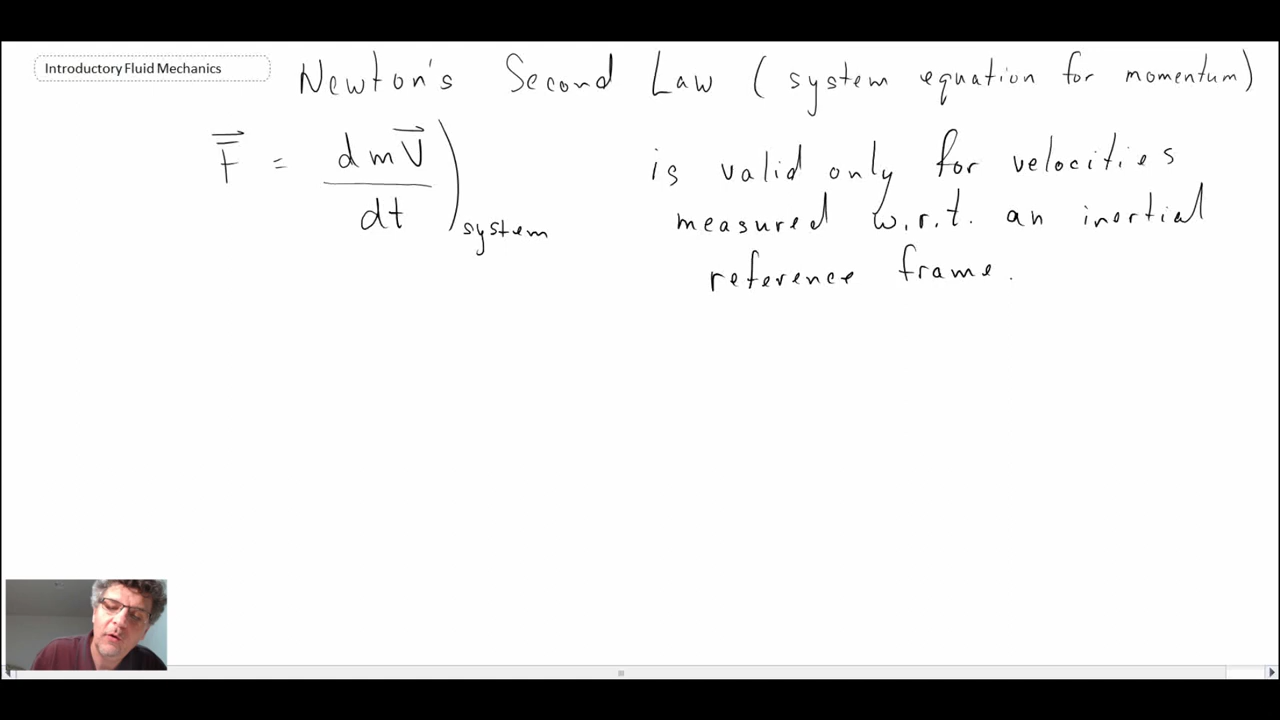 Introductory Fluid Mechanics
Newton's Second Law (system equation for momentum)
F⃗ = dmV⃗/dt)system
is valid only for velocities
measured w.r.t. an inertial
reference frame.